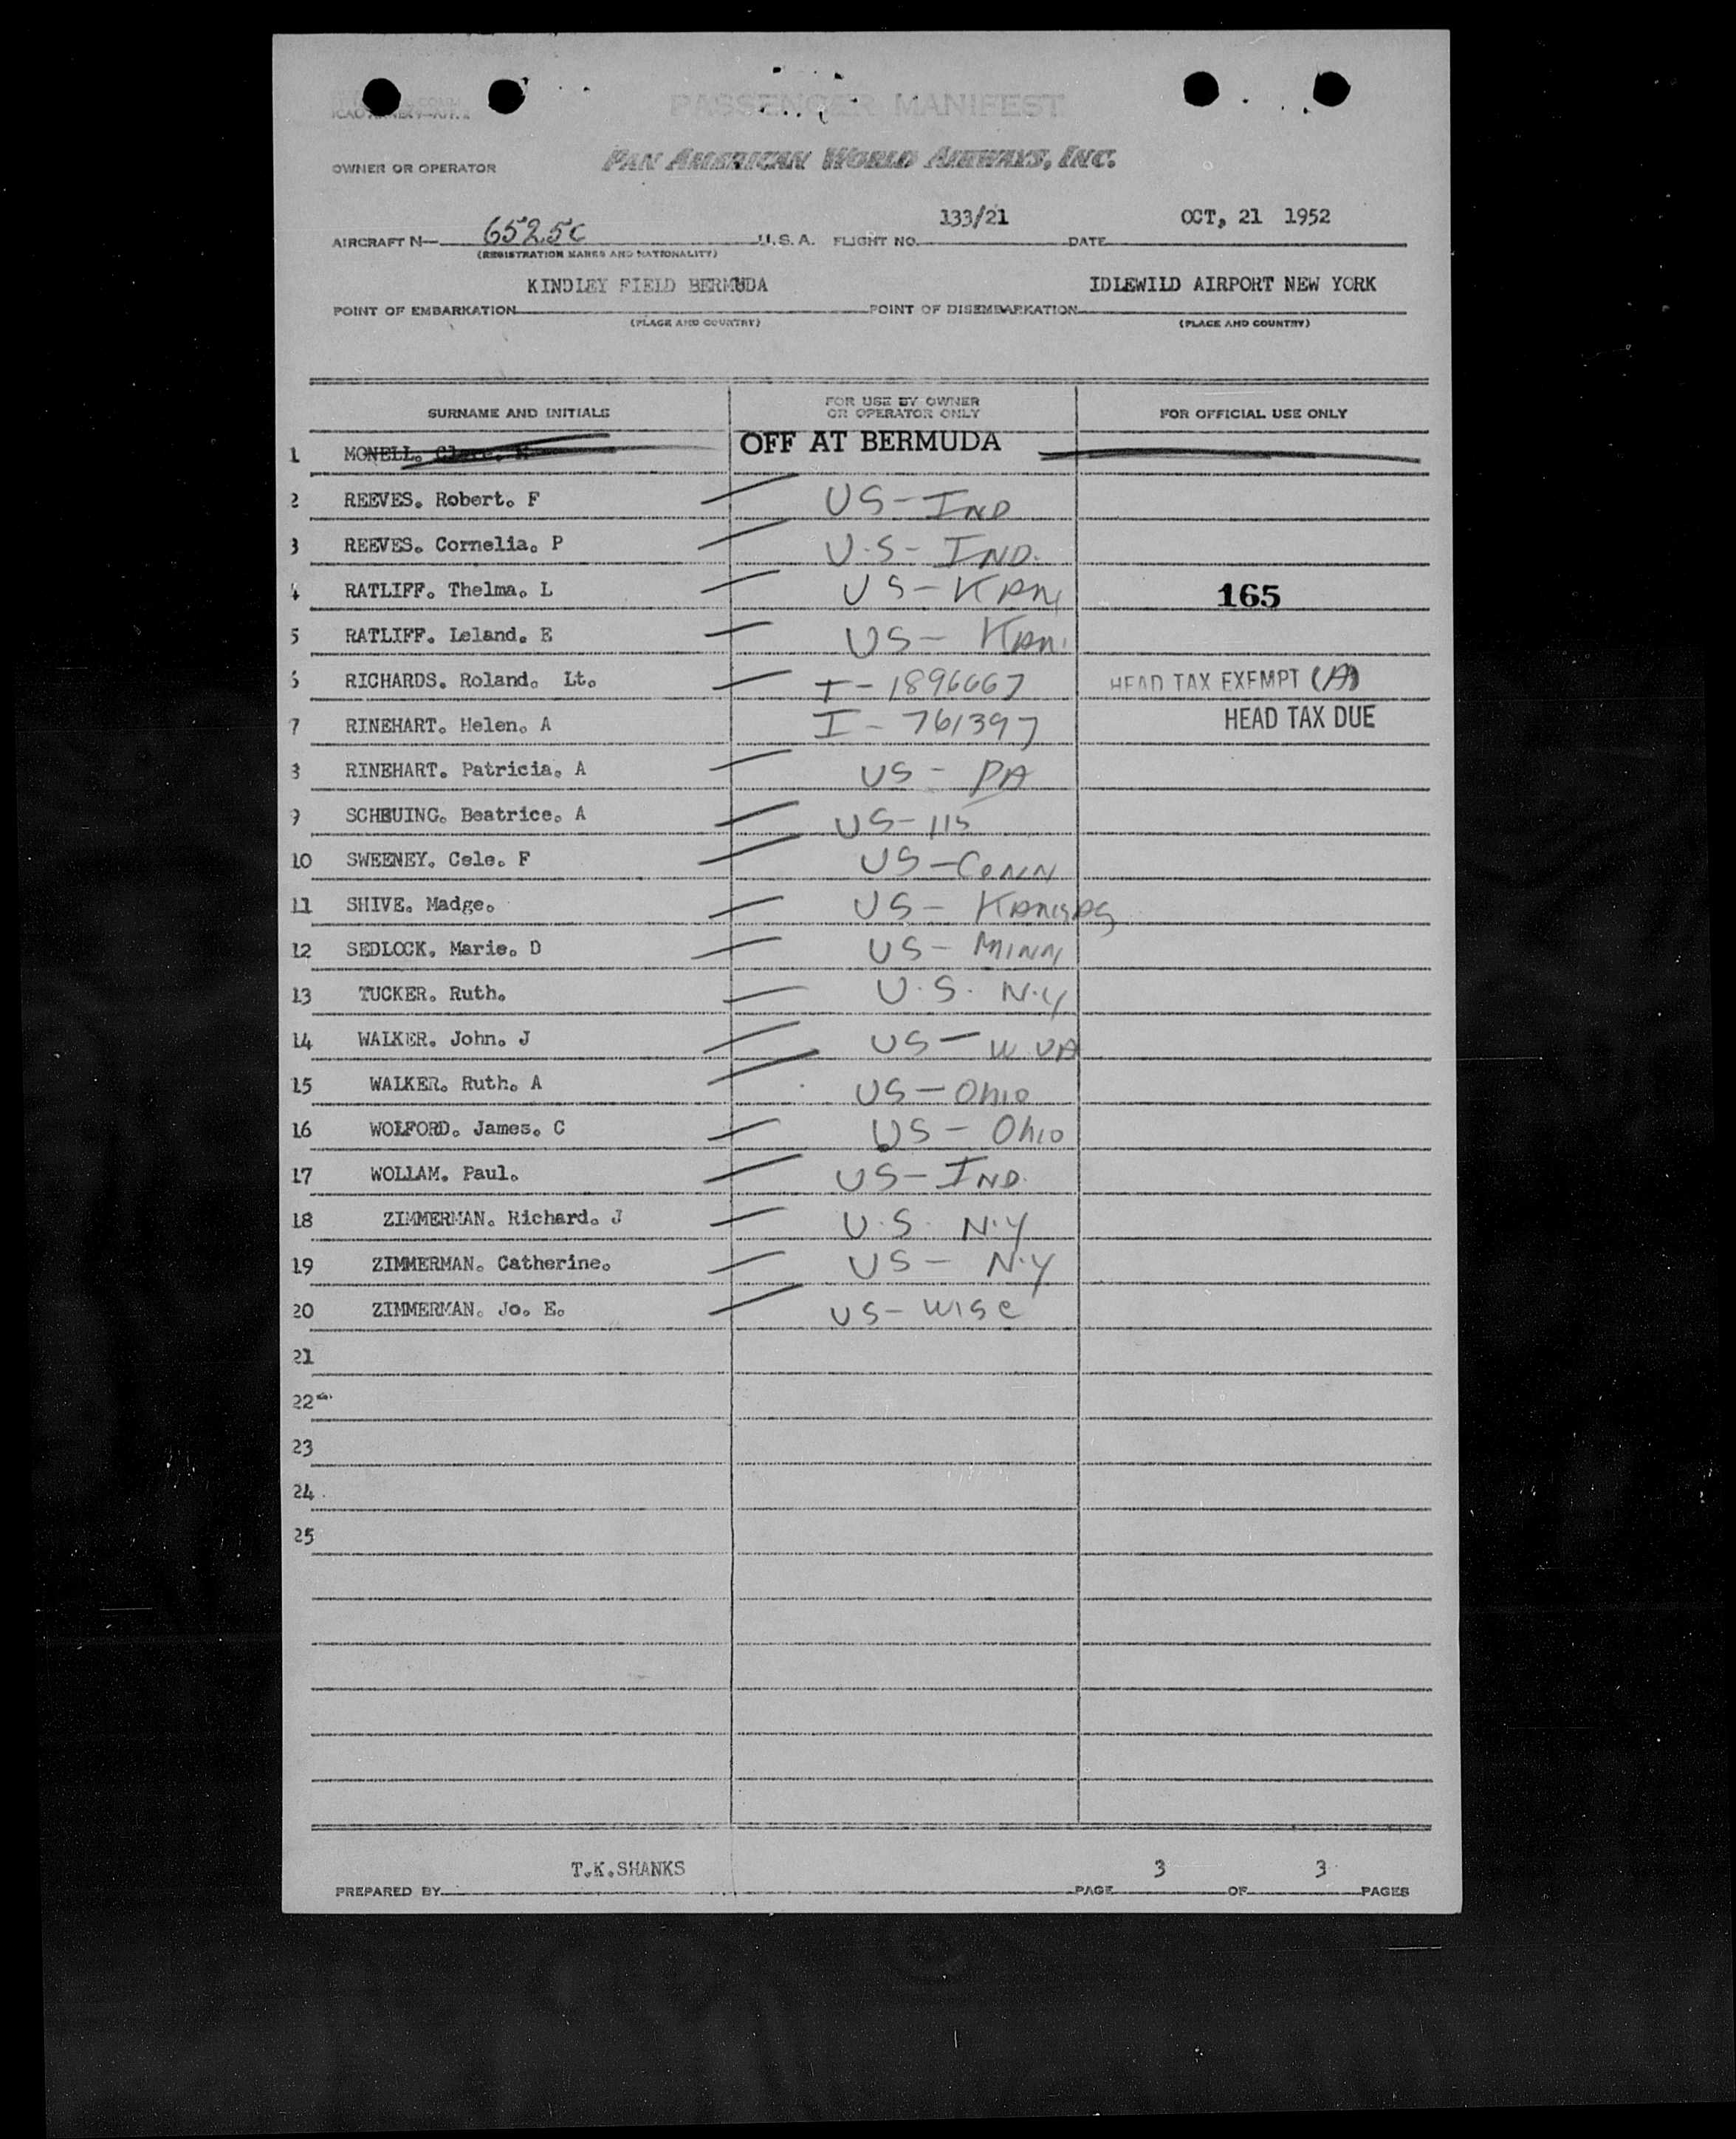 PASSENGER MANIFEST
OWNER OR OPERATOR PAN AMERICAN WORLD AIRWAYS, INC.
AIRCRAFT N— 6525C U.S.A. FLIGHT NO. 133/21 DATE OCT, 21 1952
(REGISTRATION MARKS AND NATIONALITY)
KINDLEY FIELD BERMUDA IDLEWILD AIRPORT NEW YORK
POINT OF EMBARKATION POINT OF DISEMBARKATION
(PLACE AND COUNTRY) (PLACE AND COUNTRY)
SURNAME AND INITIALS FOR USE BY OWNER OR OPERATOR ONLY FOR OFFICIAL USE ONLY
1 MONELL. OFF AT BERMUDA
2 REEVES. Robert. F US-IND
3 REEVES. Cornelia. P U.S-IND.
4 RATLIFF. Thelma. L US-KAN 165
5 RATLIFF. Leland. E US-KAN.
6 RICHARDS. Roland. Lt. I-1896667 HEAD TAX EXEMPT (A)
7 RINEHART. Helen. A I-761397 HEAD TAX DUE
8 RINEHART. Patricia. A US-PA
9 SCHEUING. Beatrice. A US-
10 SWEENEY. Cele. F US-CONN
11 SHIVE. Madge. US-KANSAS
12 SEDLOCK. Marie. D US-MINN
13 TUCKER. Ruth. U.S. N.Y
14 WALKER. John. J US-W VA
15 WALKER. Ruth. A US-Ohio
16 WOLFORD. James. C US-Ohio
17 WOLLAM. Paul. US-IND.
18 ZIMMERMAN. Richard. J U.S. N.Y
19 ZIMMERMAN. Catherine. US-N.Y
20 ZIMMERMAN. Jo. E. US-WISC
21
22
23
24
25
T.K.SHANKS 3 3
PREPARED BY PAGE OF PAGES